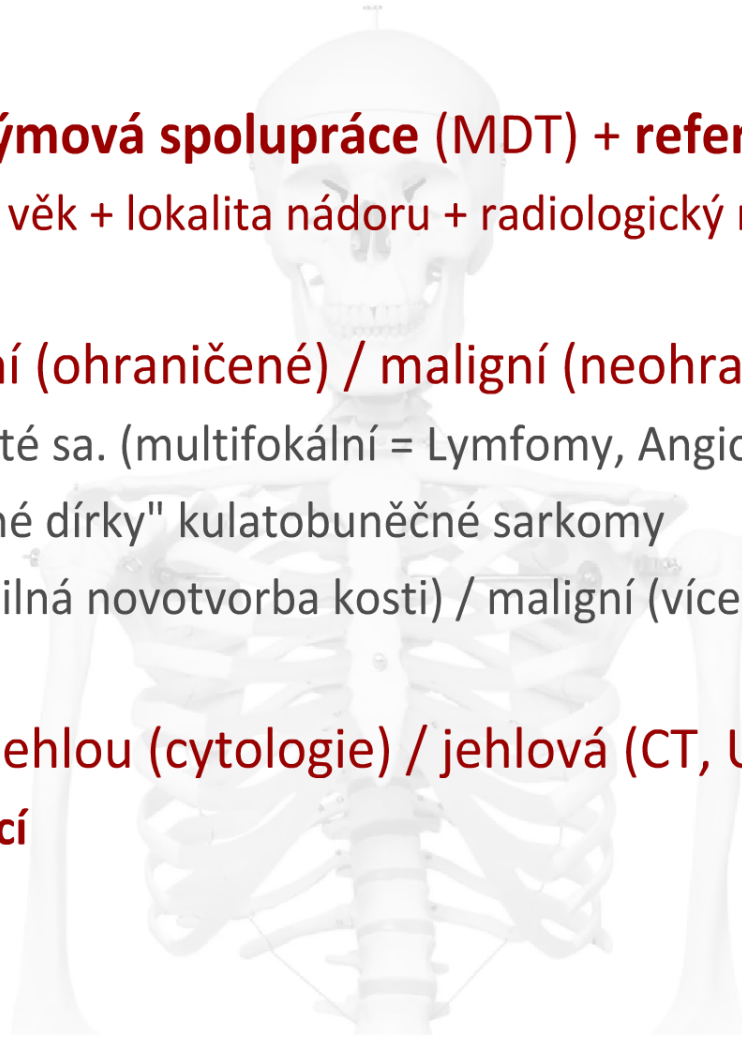 ýmová spolupráce (MDT) + refer
věk + lokalita nádoru + radiologický
ní (ohraničené) / maligní (neohra
té sa. (multifokální = Lymfomy, Angio
né dírky" kulatobuněčné sarkomy
ilná novotvorba kosti) / maligní (více
ehlou (cytologie) / jehlová (CT, U
cí